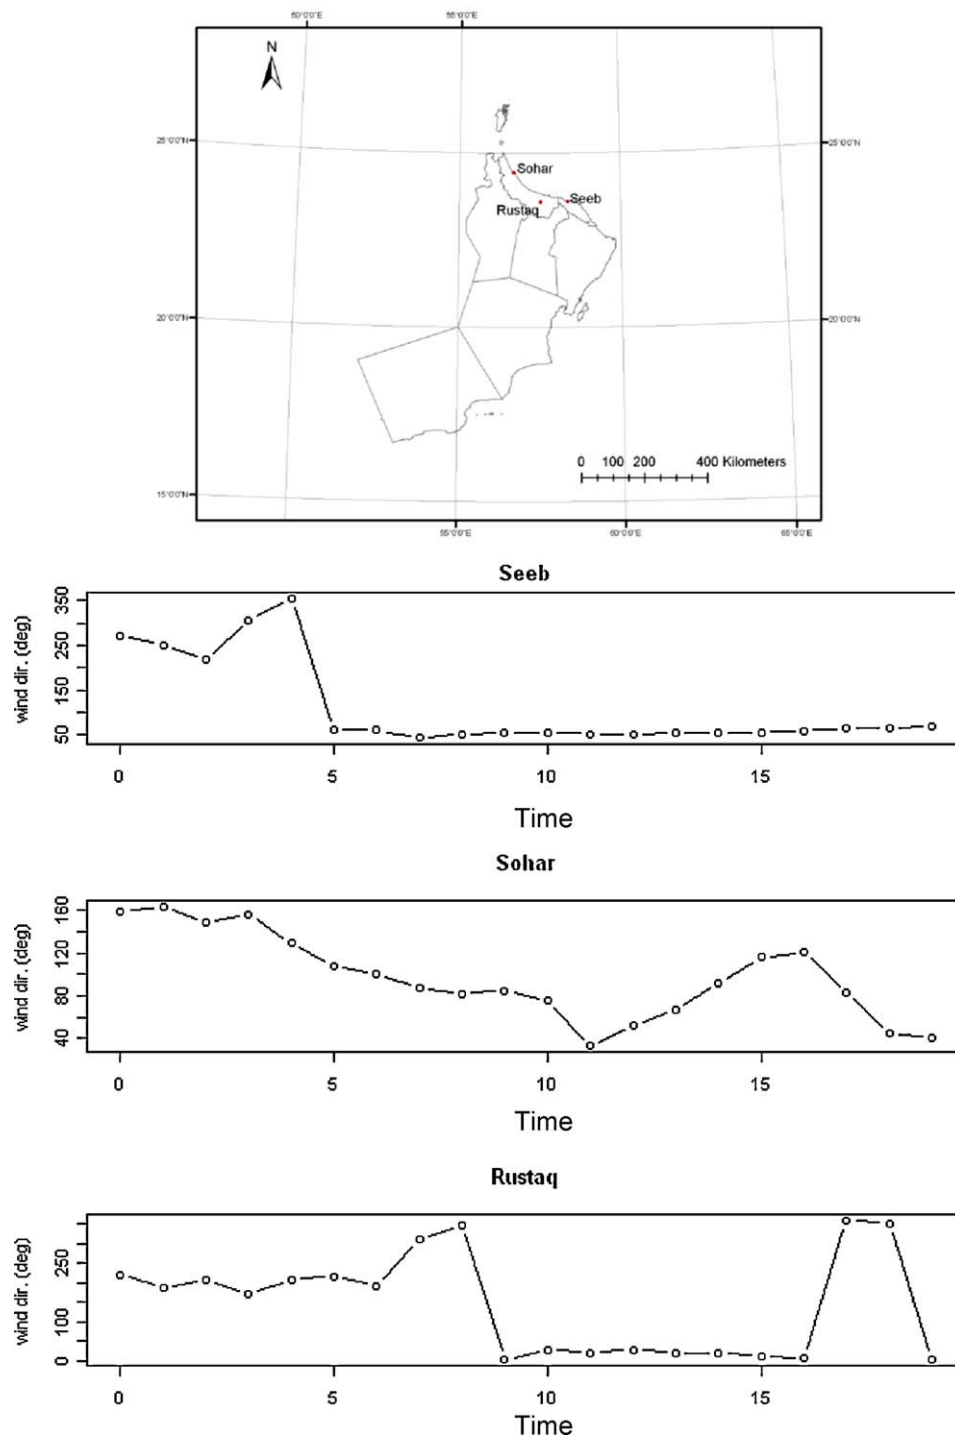 50°0'0"E 55°0'0"E
N
25°0'0"N 25°0'0"N
Sohar
Seeb
Rustaq
20°0'0"N 20°0'0"N
0 100 200 400 Kilometers
15°0'0"N
55°0'0"E 60°0'0"E 65°0'0"E
Seeb
wind dir. (deg)
350
250
150
50
0 5 10 15
Time
Sohar
wind dir. (deg)
160
120
80
40
0 5 10 15
Time
Rustaq
wind dir. (deg)
250
100
0
0 5 10 15
Time